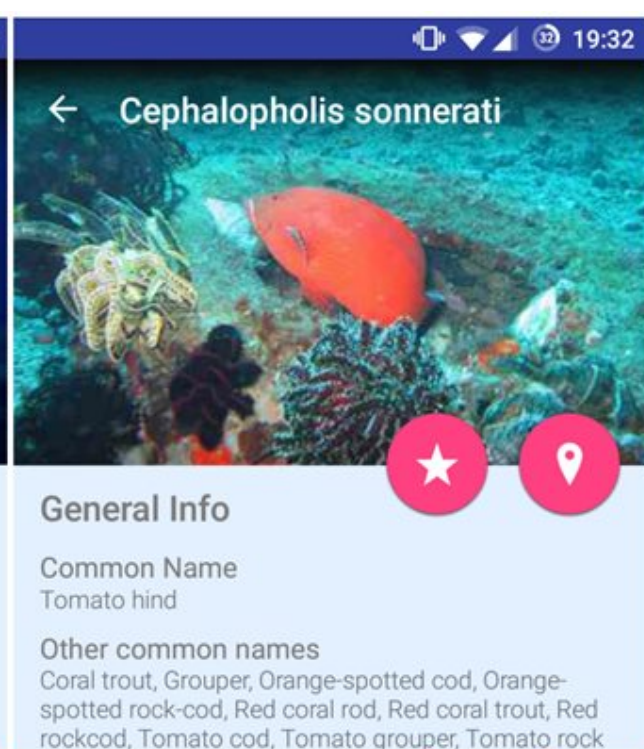 32 19:32
Cephalopholis sonnerati
General Info
Common Name
Tomato hind
Other common names
Coral trout, Grouper, Orange-spotted cod, Orange-
spotted rock-cod, Red coral rod, Red coral trout, Red
rockcod, Tomato cod, Tomato grouper, Tomato rock